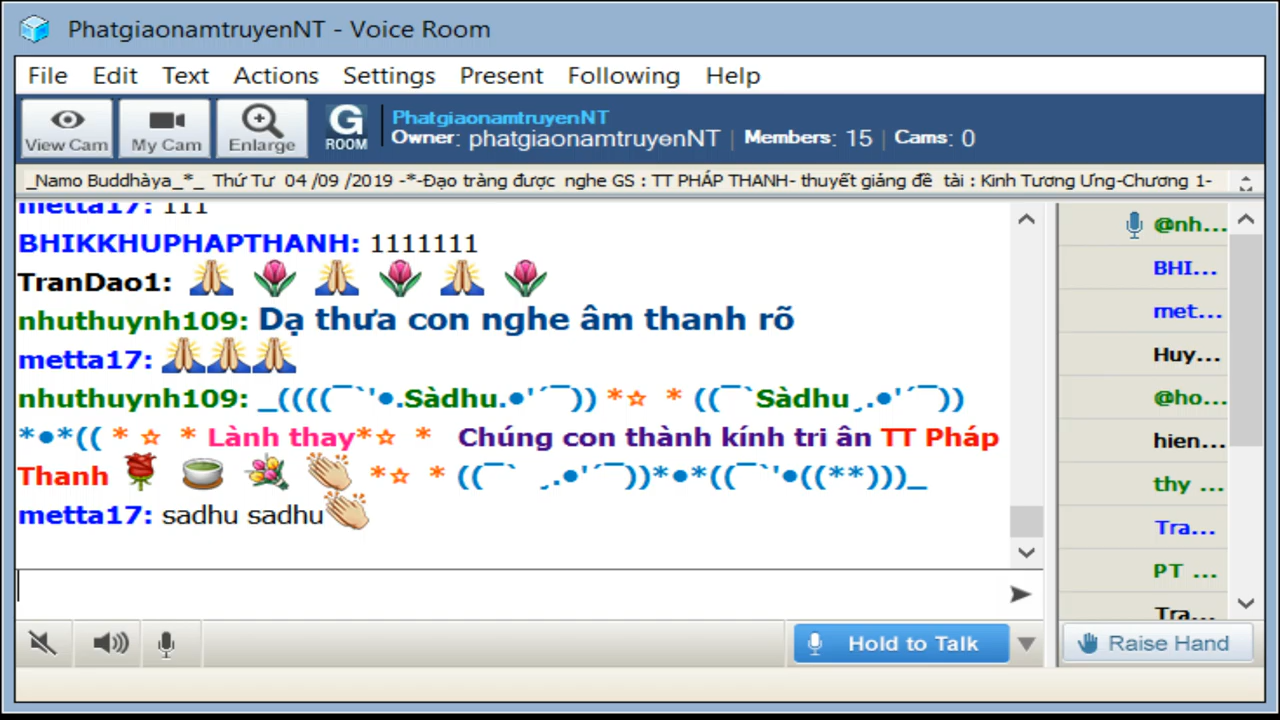 PhatgiaonamtruyenNT - Voice Room
File Edit Text Actions Settings Present Following Help
View Cam My Cam Enlarge G ROOM
PhatgiaonamtruyenNT
Owner: phatgiaonamtruyenNT | Members: 15 | Cams: 0
_Namo Buddhàya_*_ Thứ Tư 04 /09 /2019 -*-Đạo tràng được nghe GS : TT PHÁP THANH- thuyết giảng đề tài : Kinh Tương Ưng-Chương 1-
metta17: 111
BHIKKHUPHAPTHANH: 1111111
TranDao1: 🙏 🌷 🙏 🌷 🙏 🌷
nhuthuynh109: Dạ thưa con nghe âm thanh rõ
metta17: 🙏🙏🙏
nhuthuynh109: _((((¯`'●.Sàdhu.●'´¯)) *☆ * ((¯`Sàdhu¸.●'´¯))
*●*(( * ☆ * Lành thay*☆ * Chúng con thành kính tri ân TT Pháp
Thanh 🌹 🍵 💐 👏 *☆ * ((¯` ¸.●'´¯))*●*((¯`'●((**)))_
metta17: sadhu sadhu👏
@nh...
BHI...
met...
Huy...
@ho...
hien...
thy ...
Tra...
PT ...
Tra...
Hold to Talk
Raise Hand